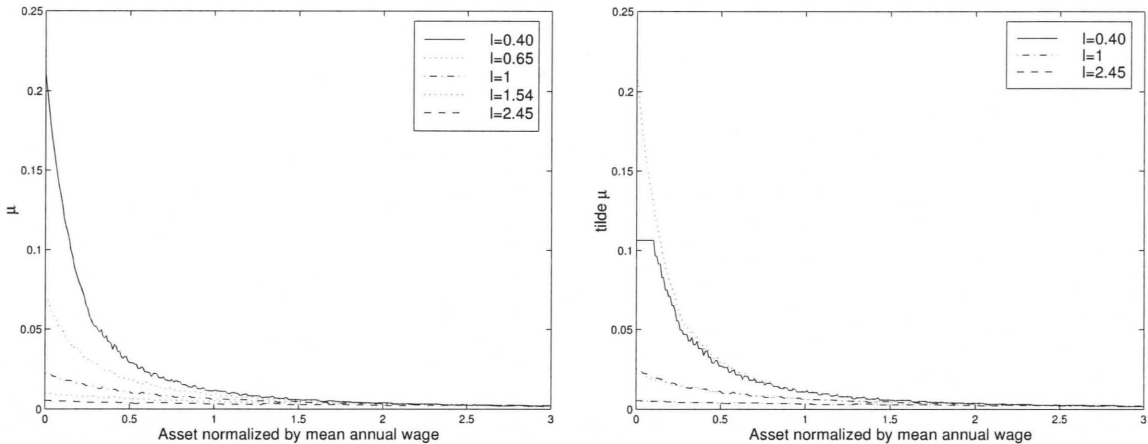 0.25
0.2
0.15
0.1
0.05
0
μ
0 0.5 1 1.5 2 2.5 3
Asset normalized by mean annual wage
l=0.40
l=0.65
l=1
l=1.54
l=2.45
0.25
0.2
0.15
0.1
0.05
0
tilde μ
0 0.5 1 1.5 2 2.5 3
Asset normalized by mean annual wage
l=0.40
l=1
l=2.45